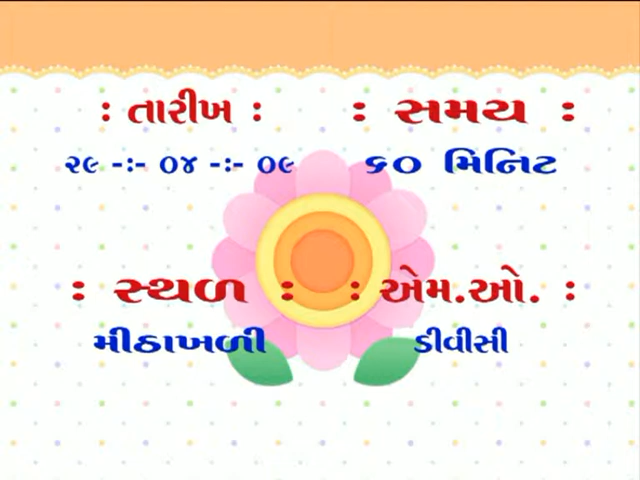 : તારીખ : : સમય :
૨૯ -:- ૦૪ -:- ૦૯ ૬૦ મિનિટ
: સ્થળ : : એમ.ઓ. :
મીઠાખળી ડીવીસી